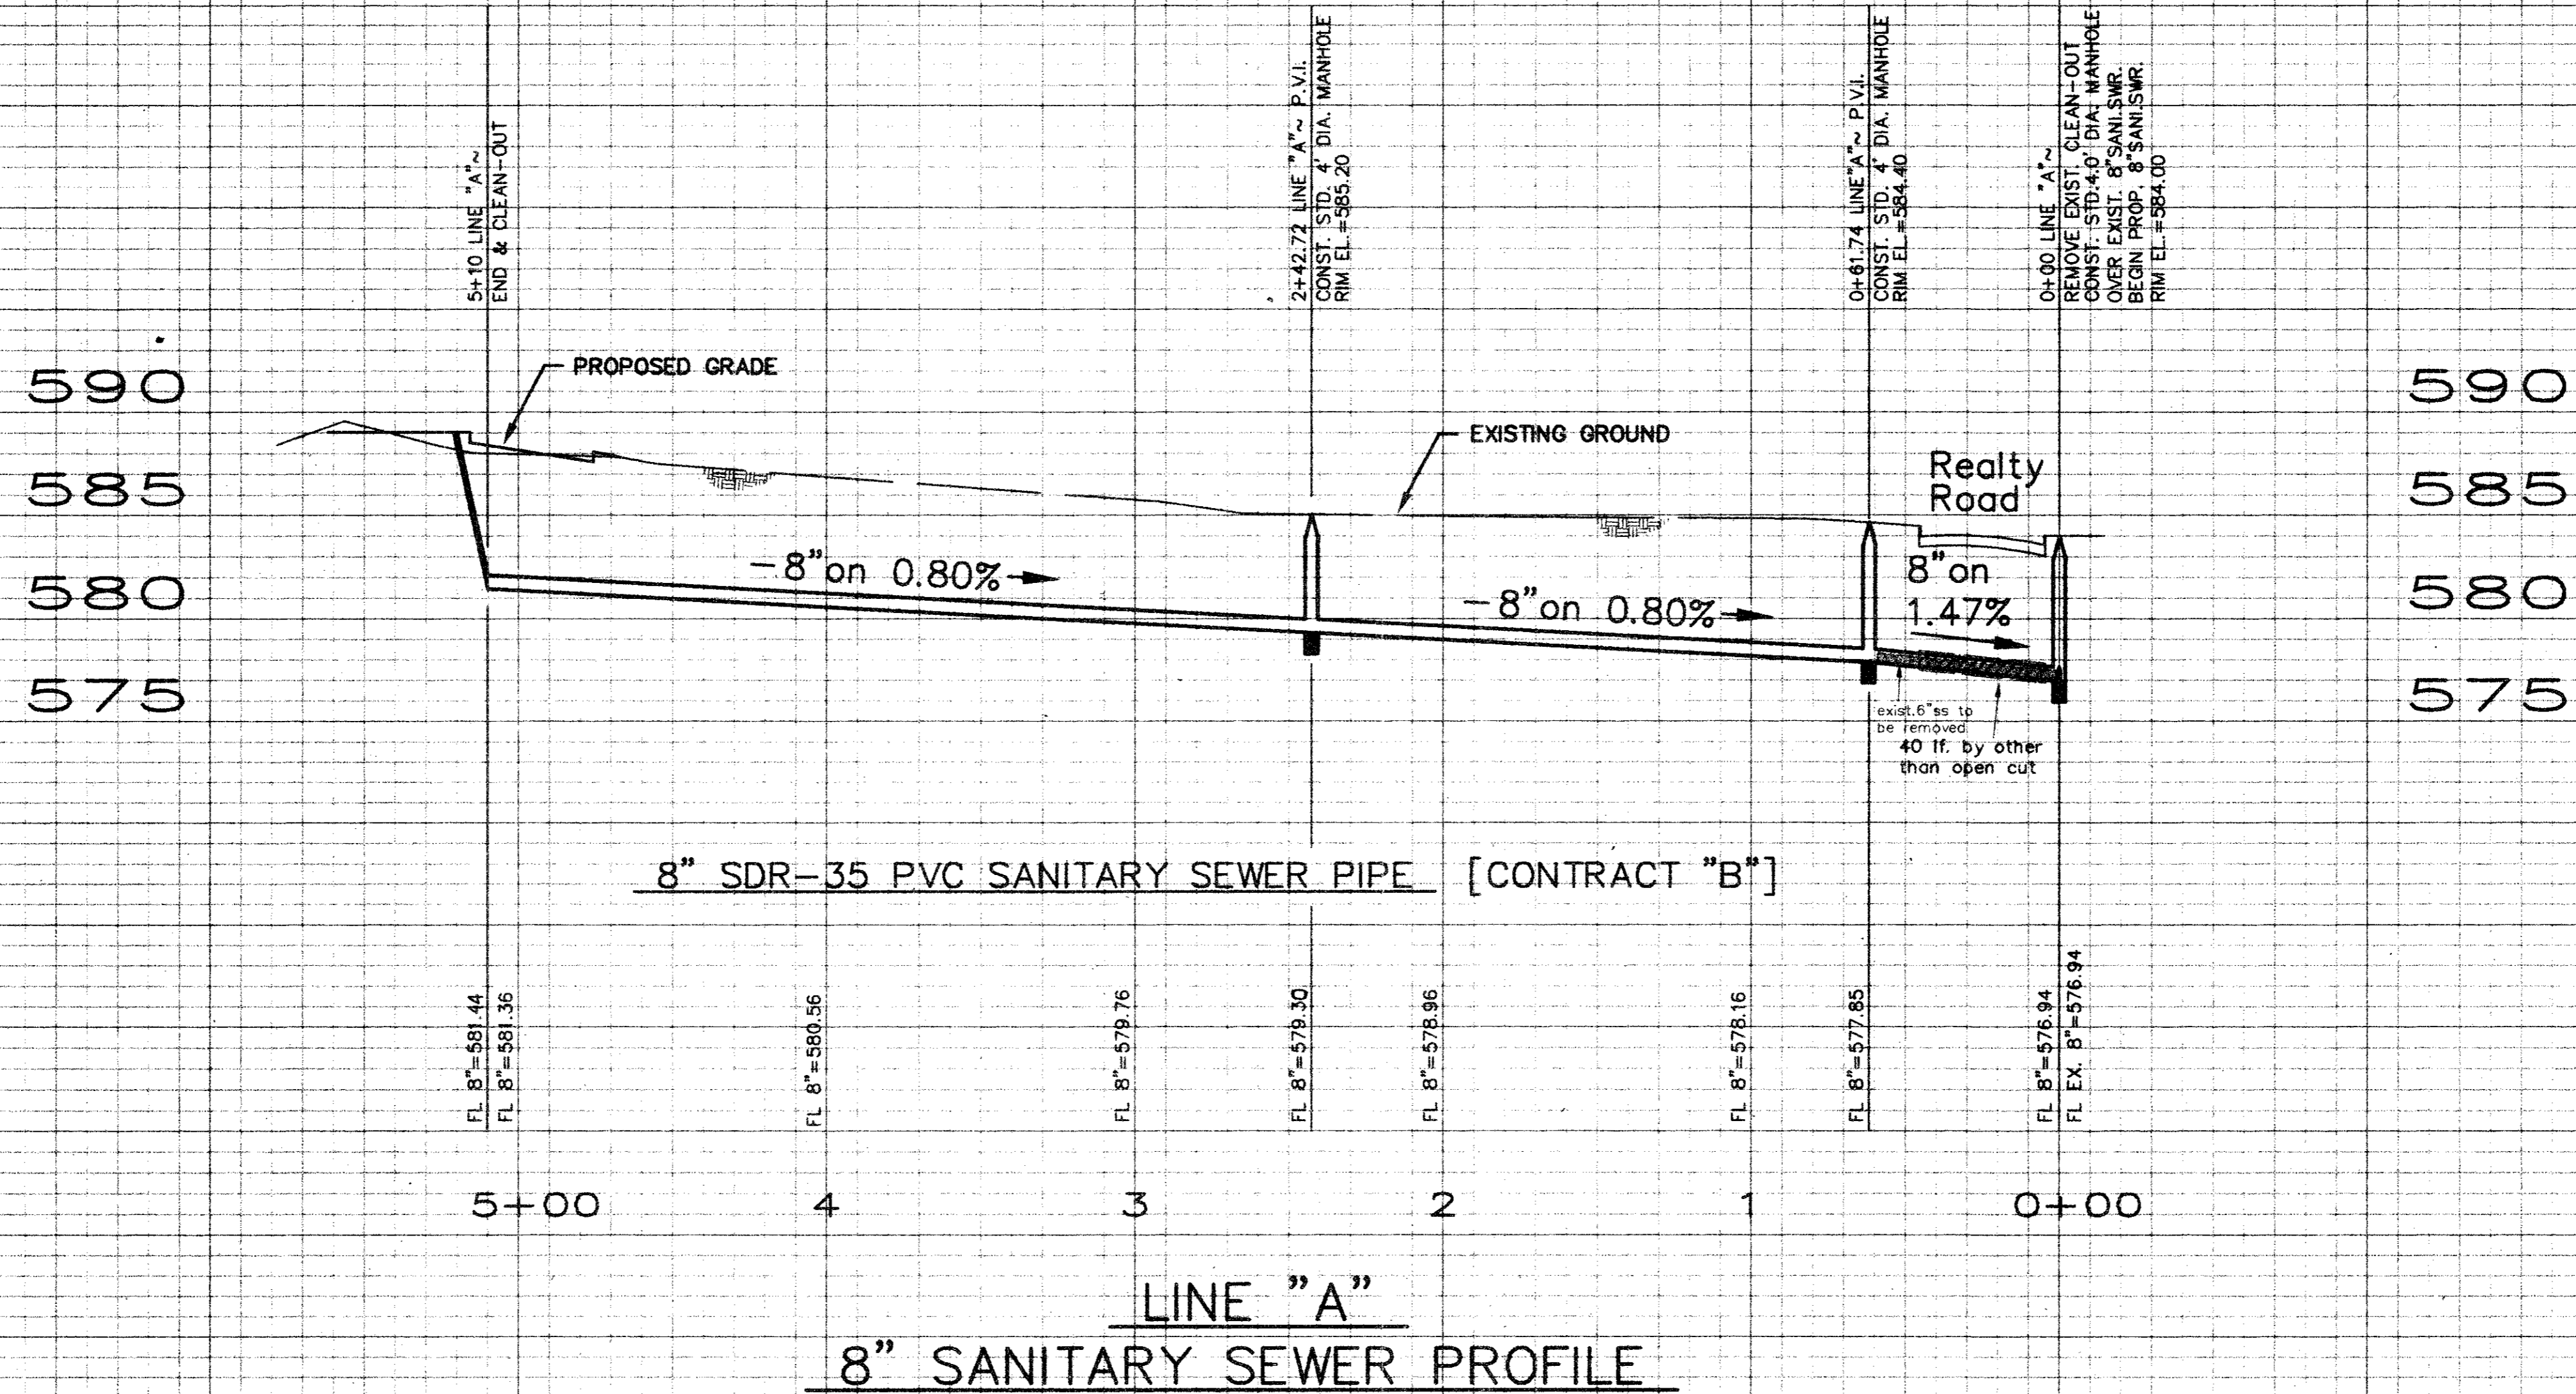 5+10 LINE "A"~
END & CLEAN-OUT
2+42.72 LINE "A"~ P.V.I.
CONST. STD. 4' DIA. MANHOLE
RIM EL.=585.20
0+61.74 LINE"A"~ P.V.I.
CONST. STD. 4' DIA. MANHOLE
RIM EL.=584.40
0+00 LINE "A"~
REMOVE EXIST. CLEAN-OUT
CONST. STD.4.0' DIA. MANHOLE
OVER EXIST. 8"SANI.SWR.
BEGIN PROP. 8"SANI.SWR.
RIM EL.=584.00
590
PROPOSED GRADE
590
EXISTING GROUND
585
Realty
Road
585
580
-8"on 0.80%
-8"on 0.80%
8"on
1.47%
580
575
exist.6"ss to
be removed
40 lf. by other
than open cut
575
8" SDR-35 PVC SANITARY SEWER PIPE [CONTRACT "B"]
FL 8"=581.44
FL 8"=581.36
FL 8"=580.56
FL 8"=579.76
FL 8"=579.30
FL 8"=578.96
FL 8"=578.16
FL 8"=577.85
FL 8"=576.94
FL EX. 8"=576.94
5+00 4 3 2 1 0+00
LINE "A"
8" SANITARY SEWER PROFILE